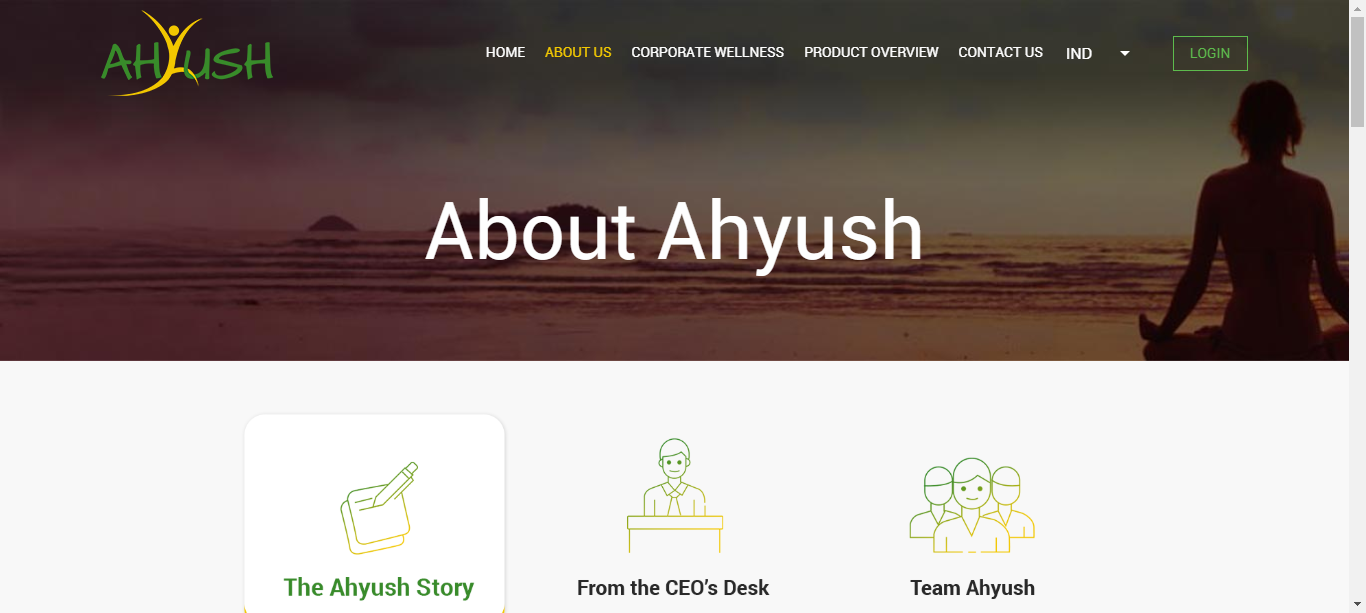 AHYUSH
HOME ABOUT US CORPORATE WELLNESS PRODUCT OVERVIEW CONTACT US IND LOGIN
About Ahyush
The Ahyush Story
From the CEO’s Desk
Team Ahyush